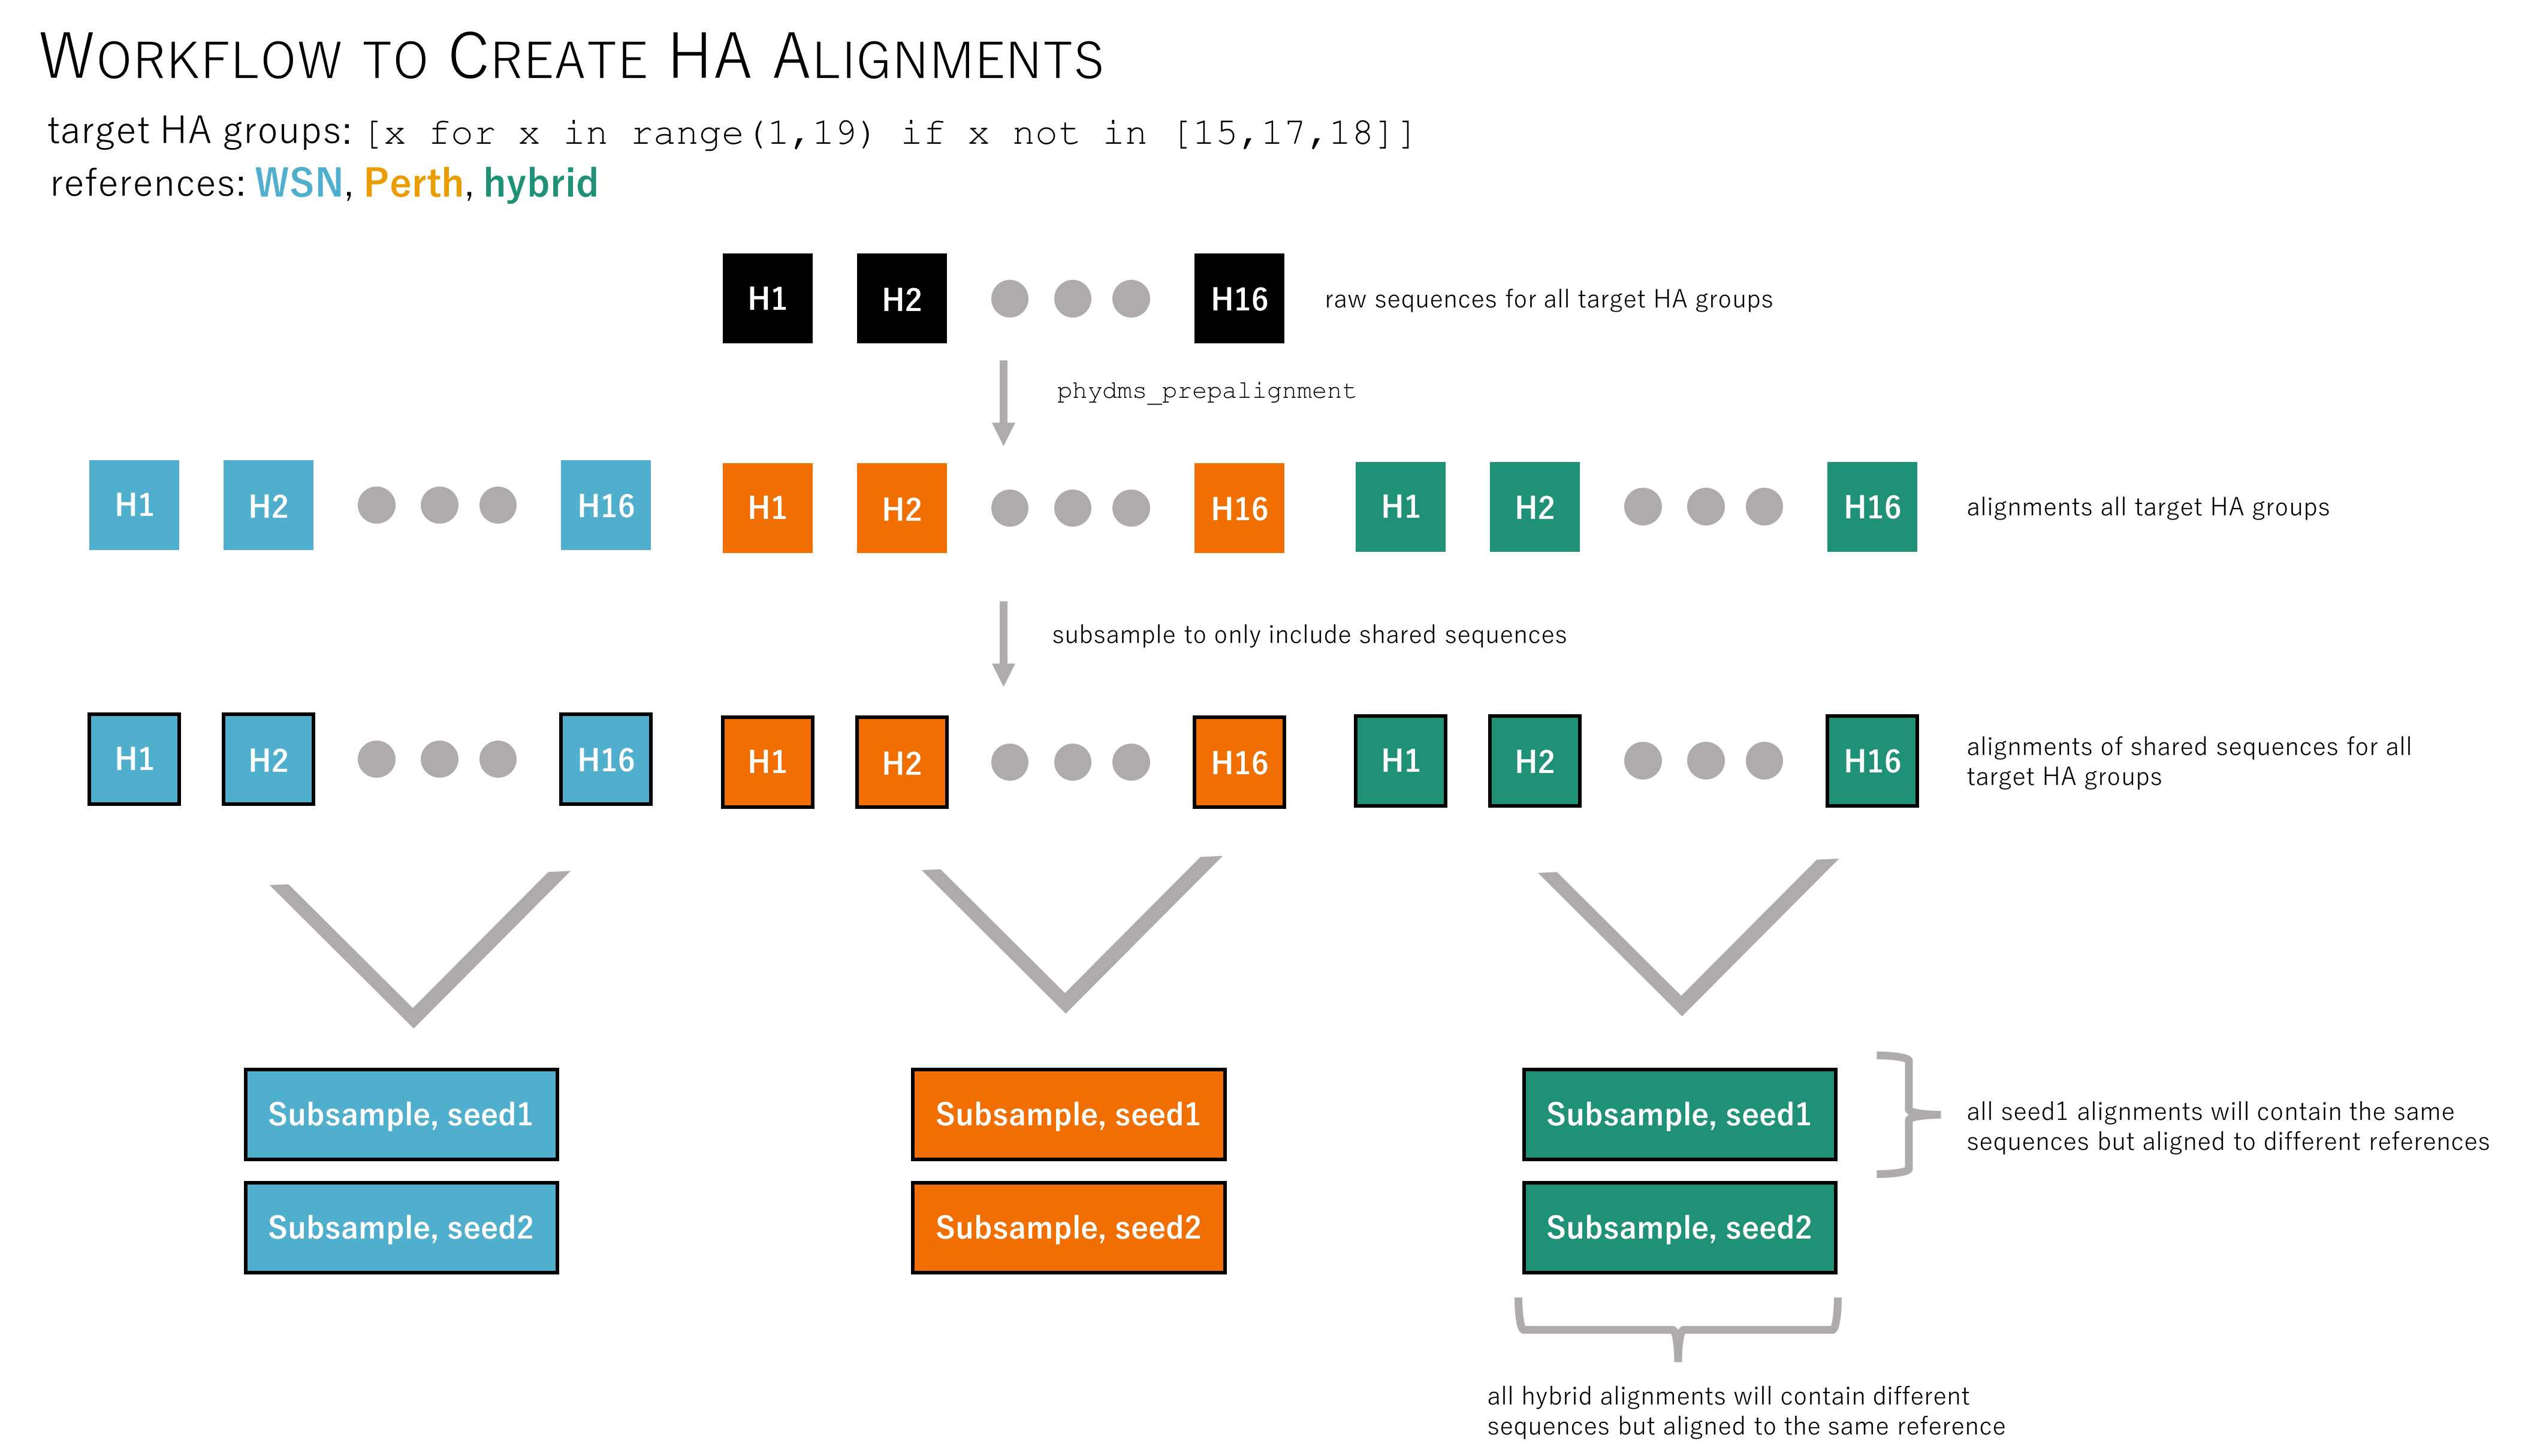 WORKFLOW TO CREATE HA ALIGNMENTS
target HA groups: [x for x in range(1,19) if x not in [15,17,18]]
references: WSN, Perth, hybrid
H1 H2 H16 raw sequences for all target HA groups
phydms_prepalignment
H1 H2 H16 H1 H2 H16 H1 H2 H16 alignments all target HA groups
subsample to only include shared sequences
H1 H2 H16 H1 H2 H16 H1 H2 H16
alignments of shared sequences for all
target HA groups
Subsample, seed1 Subsample, seed1 Subsample, seed1
all seed1 alignments will contain the same
sequences but aligned to different references
Subsample, seed2 Subsample, seed2 Subsample, seed2
all hybrid alignments will contain different
sequences but aligned to the same reference